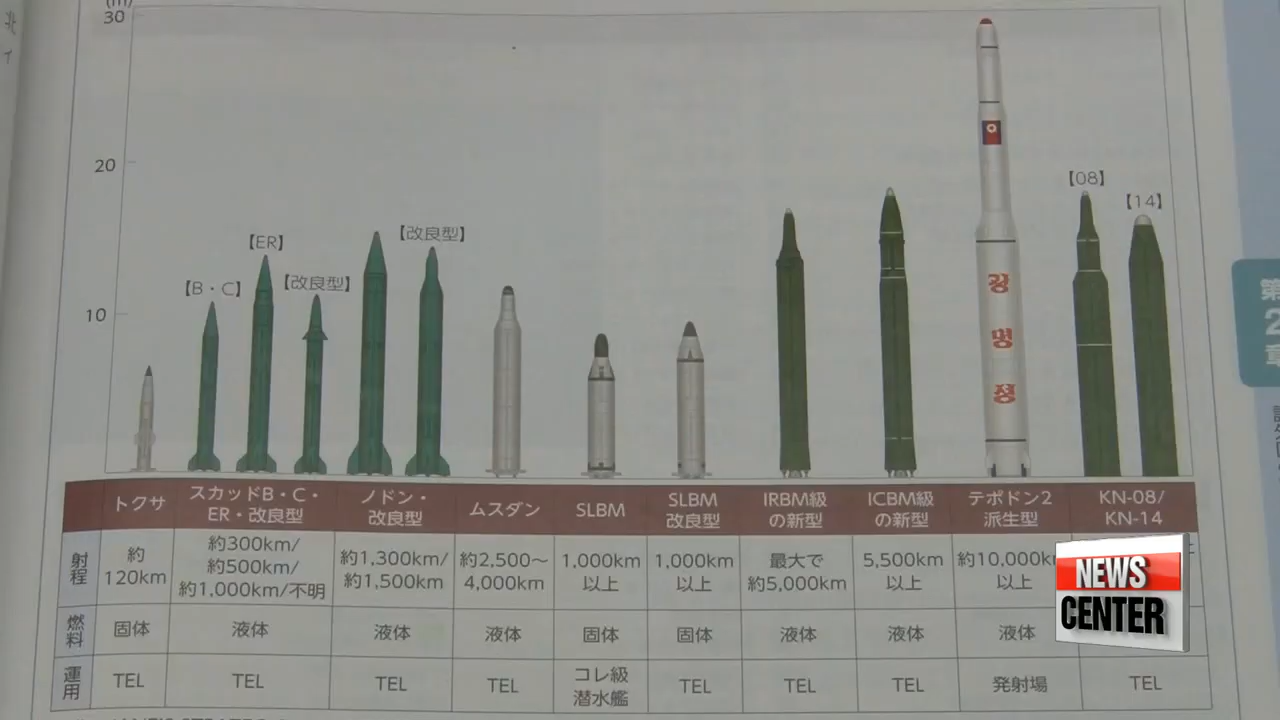 (m)
30
20
10
北
イ
【B・C】
【ER】
【改良型】
【改良型】
【08】
【14】
광
명
성
第
2
章
トクサ
スカッドB・C・
ER・改良型
ノドン・
改良型
ムスダン
SLBM
SLBM
改良型
IRBM級
の新型
ICBM級
の新型
テポドン2
派生型
KN-08/
KN-14
射程
約
120km
約300km/
約500km/
約1,000km/不明
約1,300km/
約1,500km
約2,500～
4,000km
1,000km
以上
1,000km
以上
最大で
約5,000km
5,500km
以上
約10,000k
以上
燃料
固体
液体
液体
液体
固体
固体
液体
液体
液体
運用
TEL
TEL
TEL
TEL
コレ級
潜水艦
TEL
TEL
TEL
発射場
TEL
NEWS
CENTER